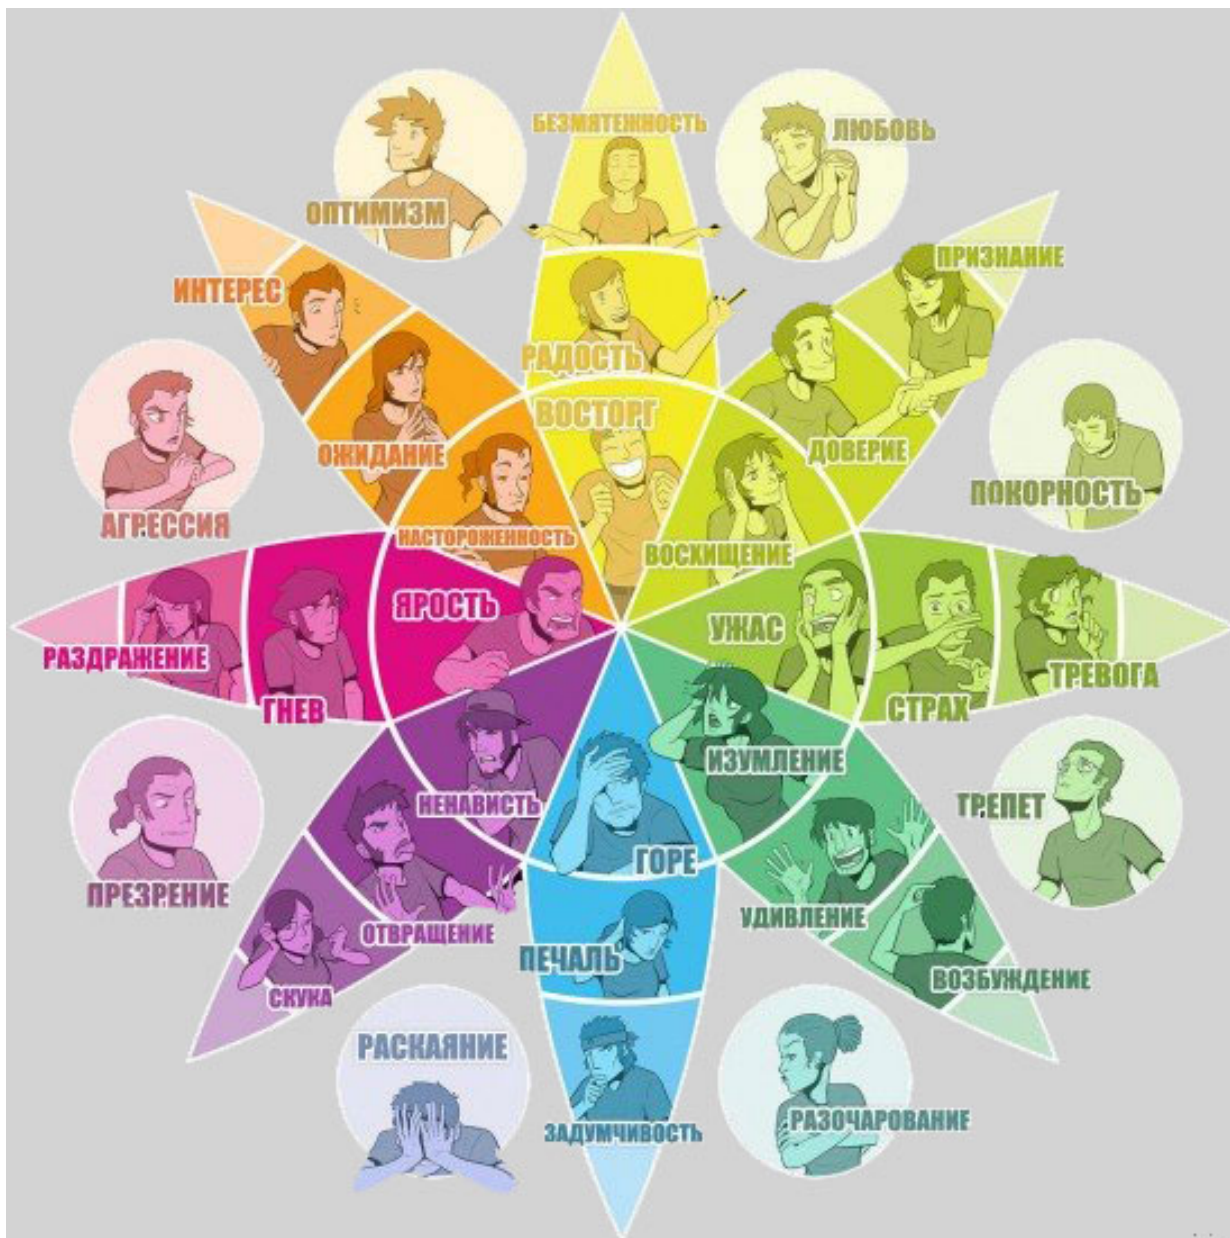 БЕЗМЯТЕЖНОСТЬ
ЛЮБОВЬ
ОПТИМИЗМ
ПРИЗНАНИЕ
ИНТЕРЕС
РАДОСТЬ
ВОСТОРГ
ОЖИДАНИЕ
ДОВЕРИЕ
ПОКОРНОСТЬ
АГРЕССИЯ
НАСТОРОЖЕННОСТЬ
ВОСХИЩЕНИЕ
ЯРОСТЬ
УЖАС
РАЗДРАЖЕНИЕ
ТРЕВОГА
ГНЕВ
СТРАХ
ИЗУМЛЕНИЕ
НЕНАВИСТЬ
ТРЕПЕТ
ГОРЕ
ПРЕЗРЕНИЕ
УДИВЛЕНИЕ
ОТВРАЩЕНИЕ
ПЕЧАЛЬ
ВОЗБУЖДЕНИЕ
СКУКА
РАСКАЯНИЕ
РАЗОЧАРОВАНИЕ
ЗАДУМЧИВОСТЬ